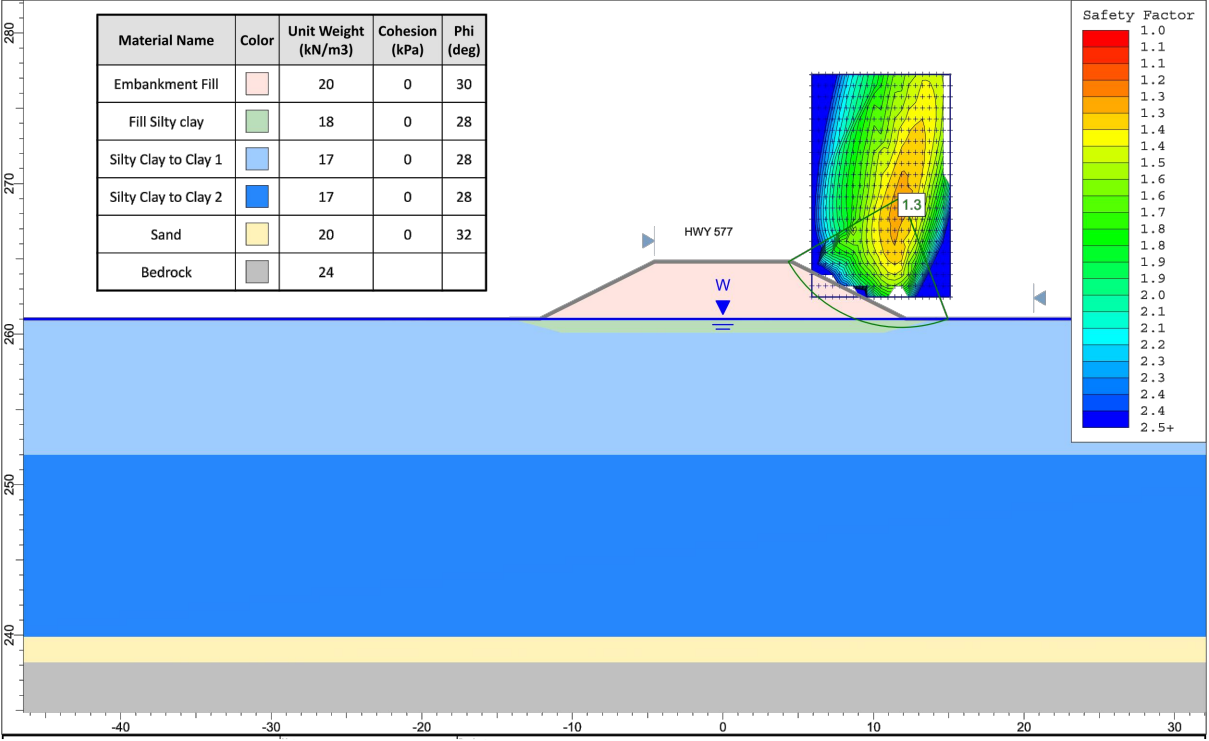 Material Name Color Unit Weight (kN/m3) Cohesion (kPa) Phi (deg)
Embankment Fill 20 0 30
Fill Silty clay 18 0 28
Silty Clay to Clay 1 17 0 28
Silty Clay to Clay 2 17 0 28
Sand 20 0 32
Bedrock 24
Safety Factor
1.0
1.1
1.1
1.2
1.3
1.3
1.4
1.4
1.5
1.6
1.6
1.7
1.8
1.8
1.9
1.9
2.0
2.1
2.1
2.2
2.3
2.3
2.4
2.4
2.5+
1.3
HWY 577
W
280
270
260
250
240
-40 -30 -20 -10 0 10 20 30